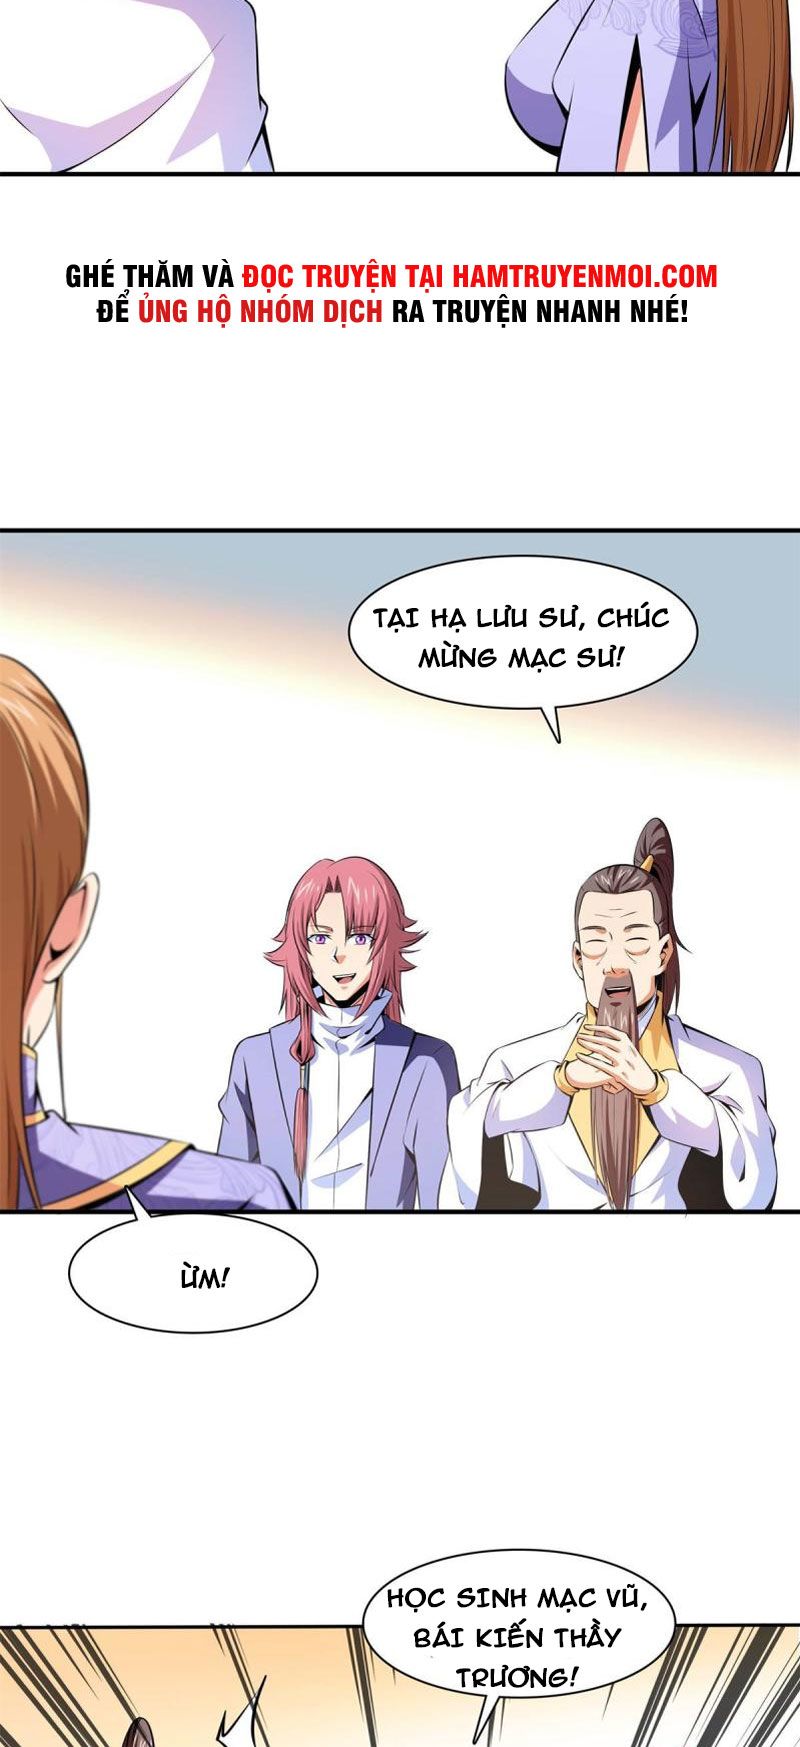 GHÉ THĂM VÀ ĐỌC TRUYỆN TẠI HAMTRUYENMOI.COM
ĐỂ ỦNG HỘ NHÓM DỊCH RA TRUYỆN NHANH NHÉ!
TẠI HẠ LƯU SƯ, CHÚC
MỪNG MẠC SƯ!
ỪM!
HỌC SINH MẠC VŨ,
BÁI KIẾN THẦY
TRƯƠNG!